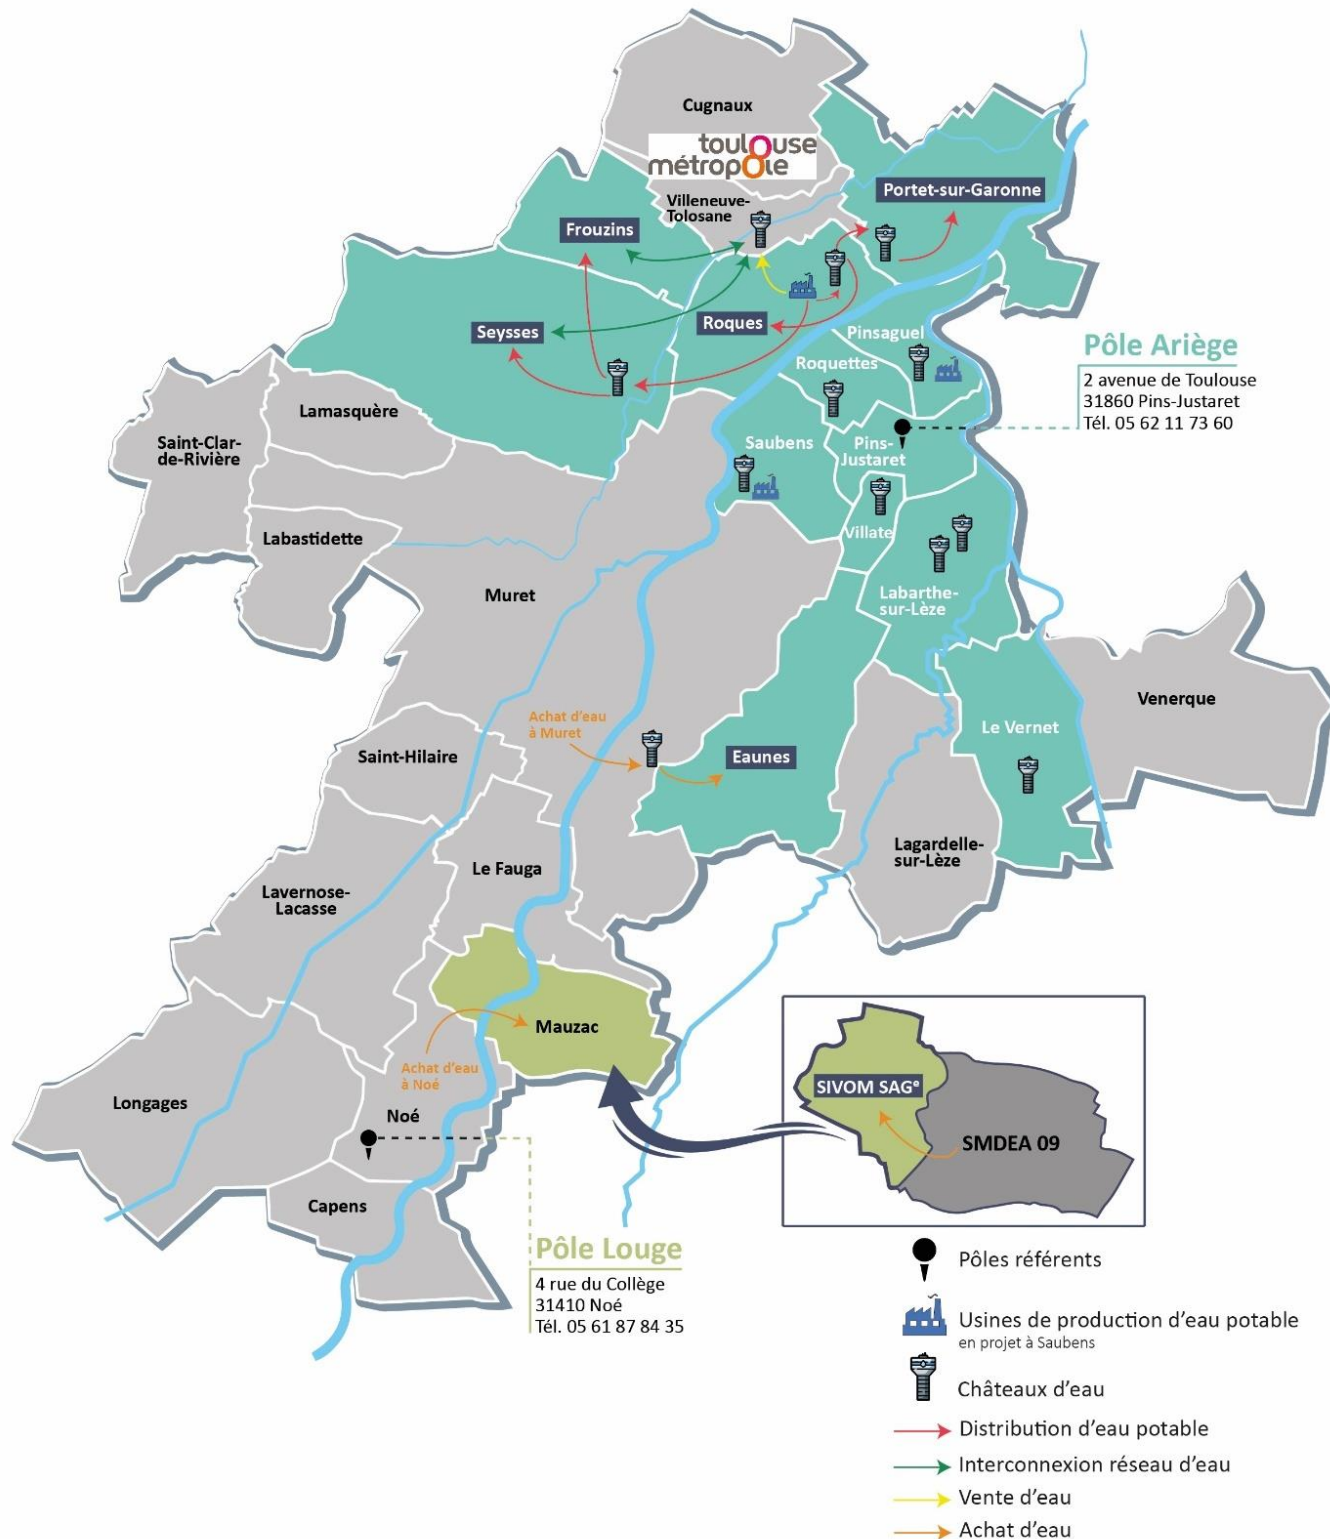 Cugnaux
toulouse
métropole
Villeneuve-
Tolosane
Portet-sur-Garonne
Frouzins
Seysses
Roques
Pinsaguel
Roquettes
Pôle Ariège
2 avenue de Toulouse
31860 Pins-Justaret
Tél. 05 62 11 73 60
Lamasquère
Saint-Clar-
de-Rivière
Saubens
Pins-
Justaret
Labastidette
Villate
Muret
Labarthe-
sur-Lèze
Venerque
Achat d'eau
à Muret
Le Vernet
Saint-Hilaire
Eaunes
Lagardelle-
sur-Lèze
Le Fauga
Lavernose-
Lacasse
Mauzac
Achat d'eau
à Noé
Longages
Noé
SIVOM SAGᵉ
SMDEA 09
Capens
Pôle Louge
4 rue du Collège
31410 Noé
Tél. 05 61 87 84 35
Pôles référents
Usines de production d'eau potable
en projet à Saubens
Châteaux d'eau
Distribution d'eau potable
Interconnexion réseau d'eau
Vente d'eau
Achat d'eau